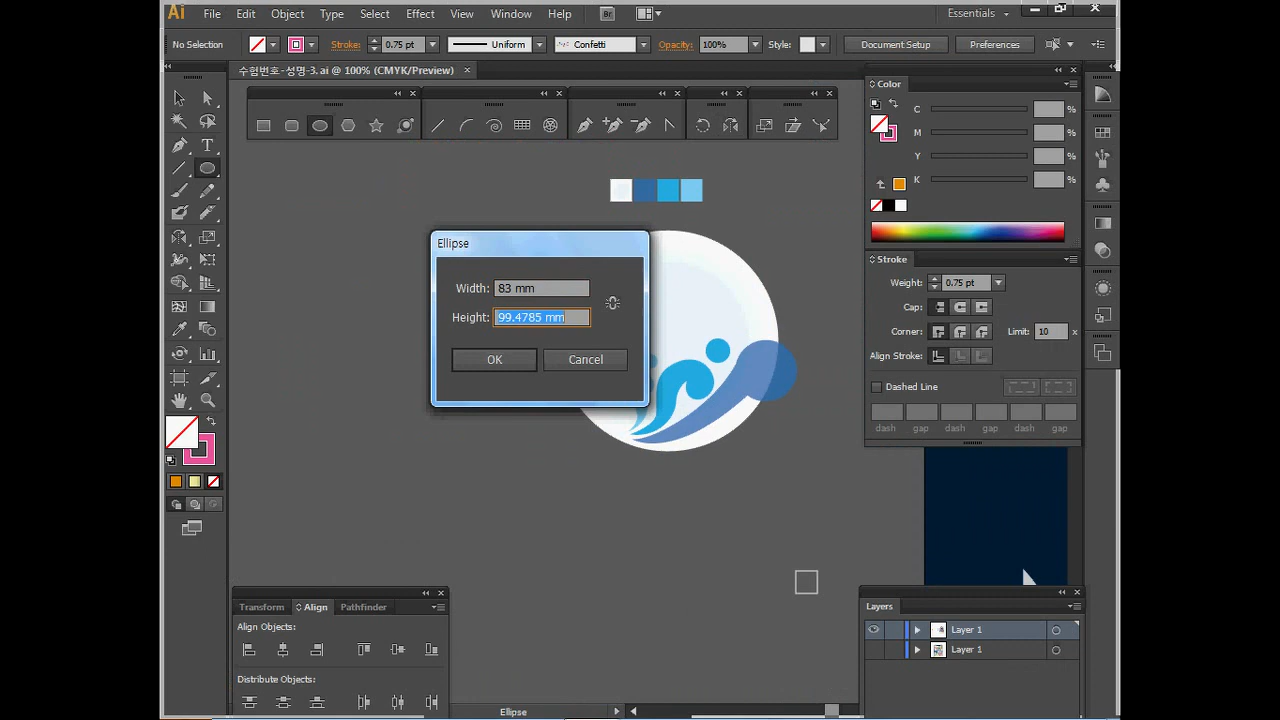 Ai File Edit Object Type Select Effect View Window Help Br Essentials
No Selection Stroke: 0.75 pt Uniform Confetti Opacity: 100% Style: Document Setup Preferences
수험번호-성명-3.ai @ 100% (CMYK/Preview)
Color
C %
M %
Y %
K %
Ellipse
Width: 83 mm
Height: 99.4785 mm
OK Cancel
Stroke
Weight: 0.75 pt
Cap:
Corner: Limit: 10 x
Align Stroke:
Dashed Line
dash gap dash gap dash gap
Transform Align Pathfinder
Align Objects:
Distribute Objects:
Layers
Layer 1
Layer 1
Ellipse